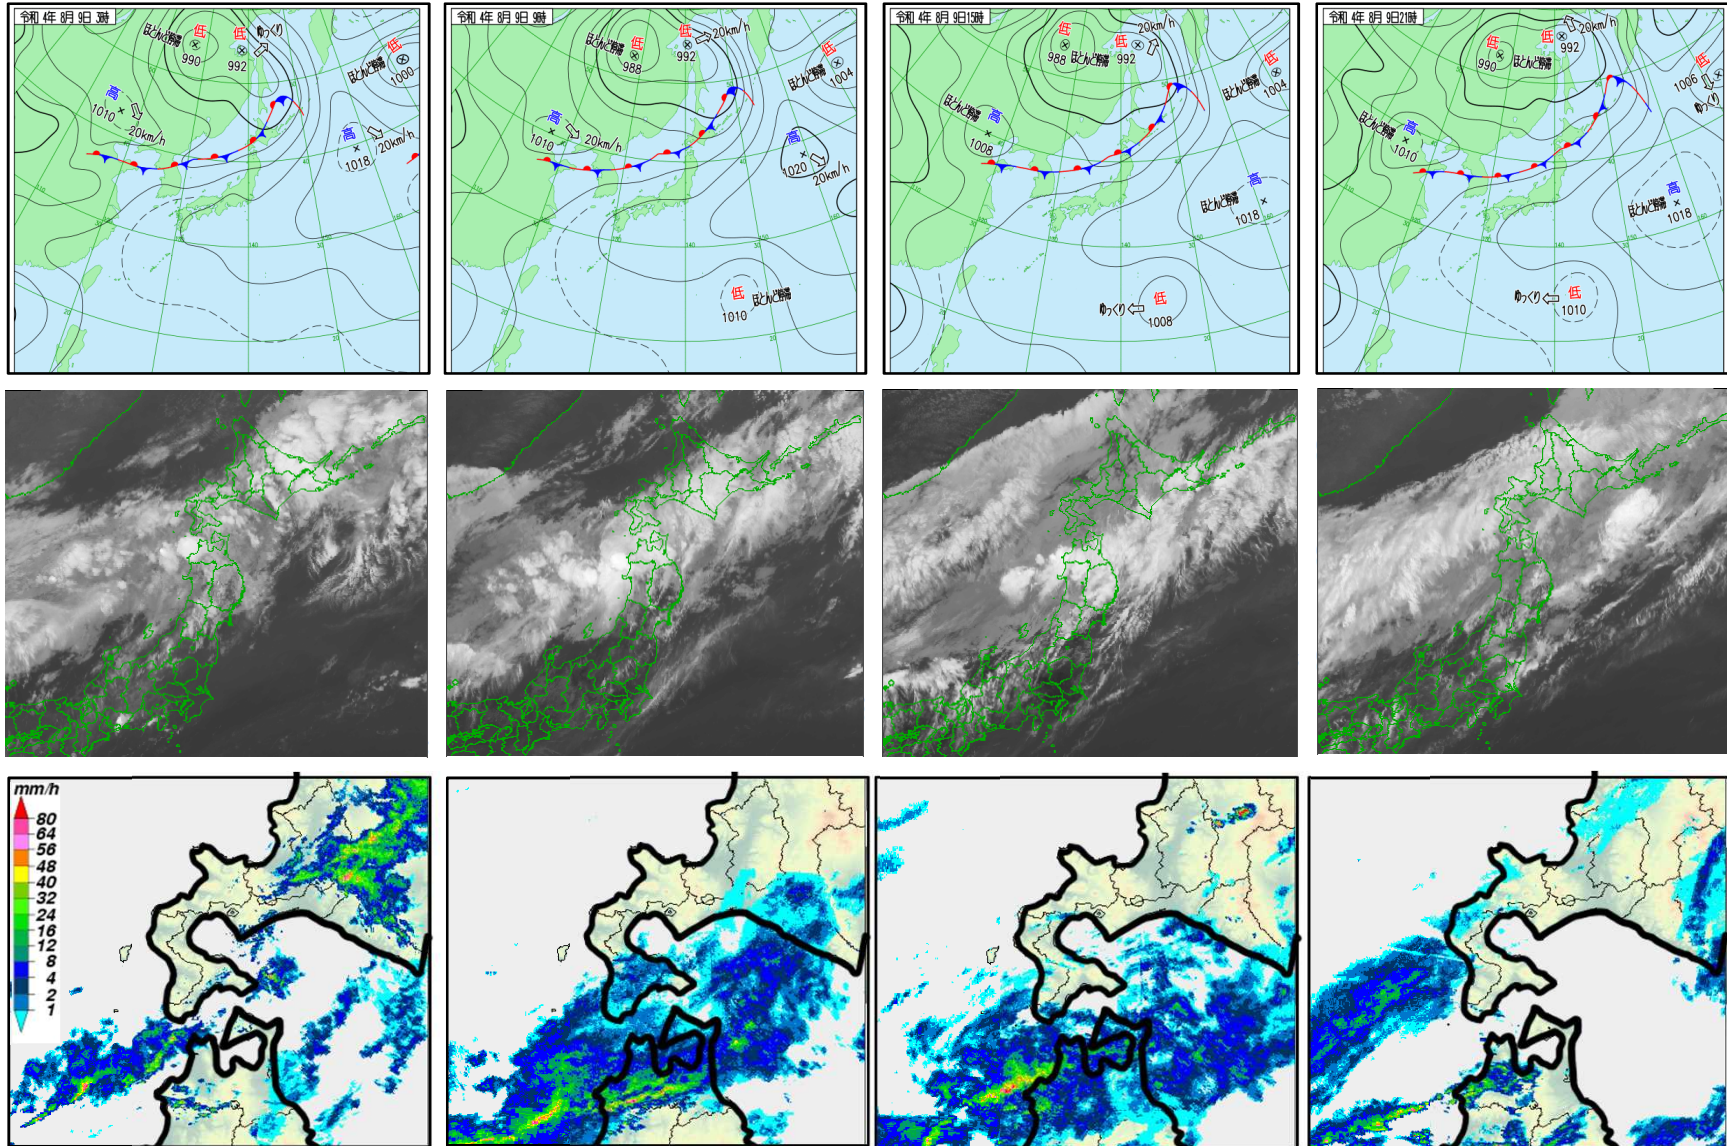 令和 4年 8月 9日 3時
ほとんど停滞
低
990
低
992
ゆっくり
低
ほとんど停滞
1000
高
1010
20km/h
高
1018
20km/h
140
令和 4年 8月 9日 9時
ほとんど停滞
低
988
低
992
20km/h
低
ほとんど停滞
1004
高
1010
20km/h
高
1020
20km/h
140
低
1010
ほとんど停滞
20
令和 4年 8月 9日15時
低
988
ほとんど停滞
低
992
20km/h
低
ほとんど停滞
1004
ほとんど停滞
高
1008
高
ほとんど停滞
1018
140
低
ゆっくり
1008
20
令和 4年 8月 9日21時
低
990
ほとんど停滞
低
992
20km/h
低
1006
ゆっくり
ほとんど停滞
高
1010
高
ほとんど停滞
1018
140
低
ゆっくり
1010
20
mm/h
80
64
56
48
40
32
24
16
12
8
4
2
1